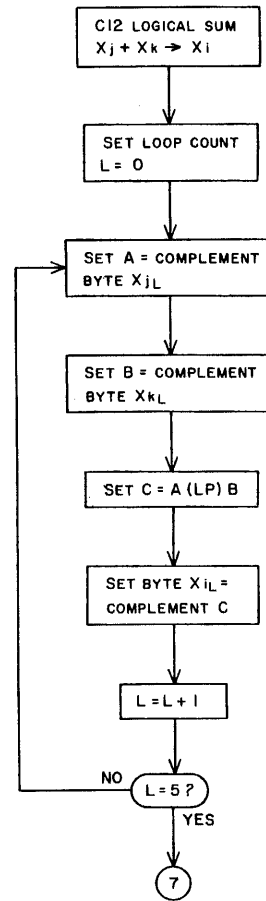 C12 LOGICAL SUM
Xj + Xk → Xi
SET LOOP COUNT
L = 0
SET A = COMPLEMENT
BYTE XjL
SET B = COMPLEMENT
BYTE XkL
SET C = A (LP) B
SET BYTE XiL =
COMPLEMENT C
L = L + 1
NO
L = 5 ?
YES
7